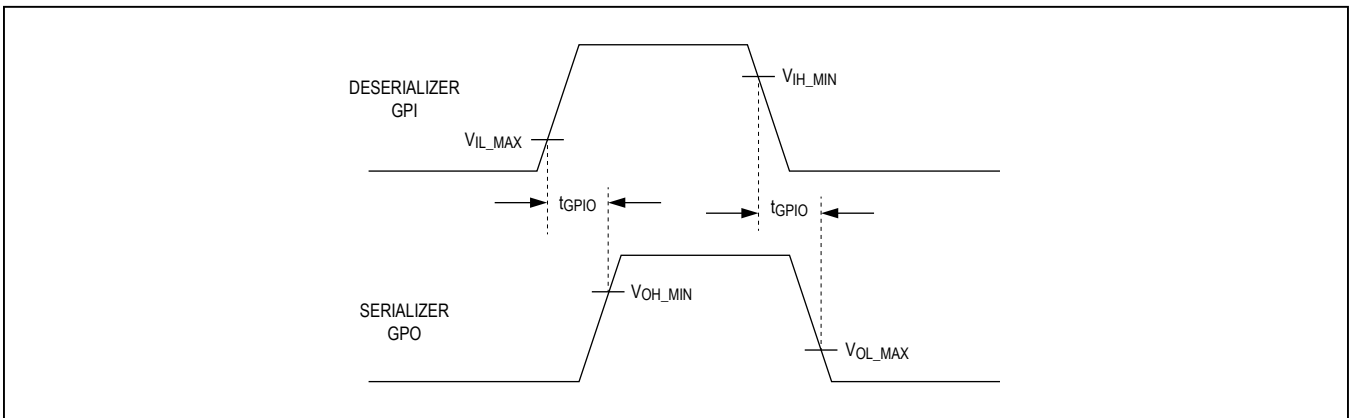 DESERIALIZER
GPI
VIH_MIN
VIL_MAX
tGPIO
tGPIO
VOH_MIN
SERIALIZER
GPO
VOL_MAX